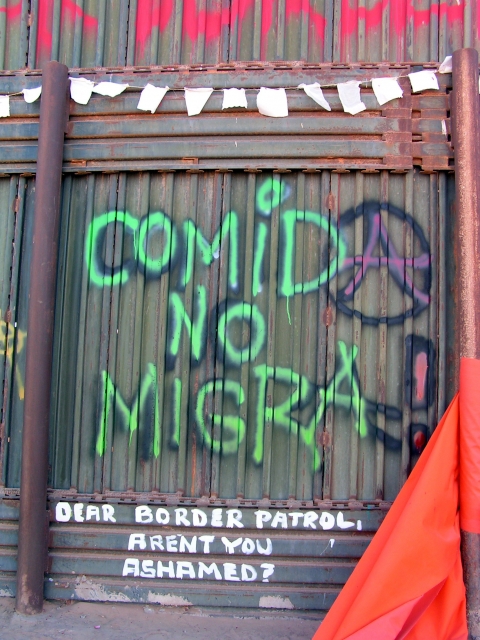 COMiDA
NO
MiGRA!
DEAR BORDER PATROL,
ARENT YOU
ASHAMED?